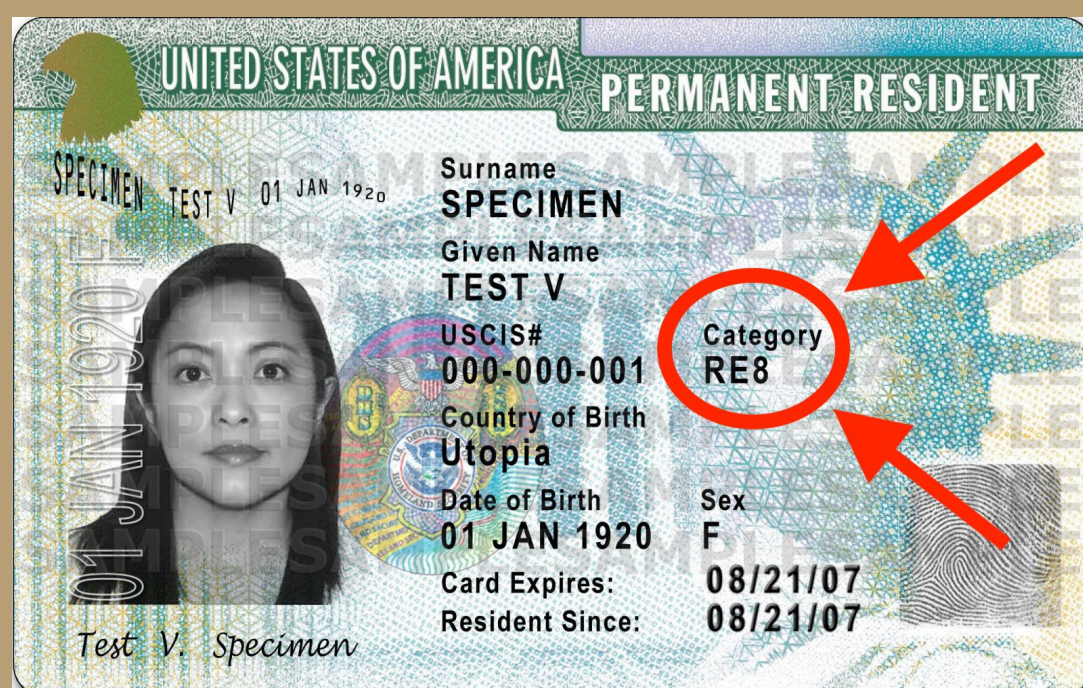 UNITED STATES OF AMERICA
PERMANENT RESIDENT
SPECIMEN TEST V 01 JAN 1920
Surname
SPECIMEN
Given Name
TEST V
USCIS# Category
000-000-001 RE8
Country of Birth
Utopia
Date of Birth Sex
01 JAN 1920 F
Card Expires: 08/21/07
Resident Since: 08/21/07
01 JAN 1920 F
Test V. Specimen